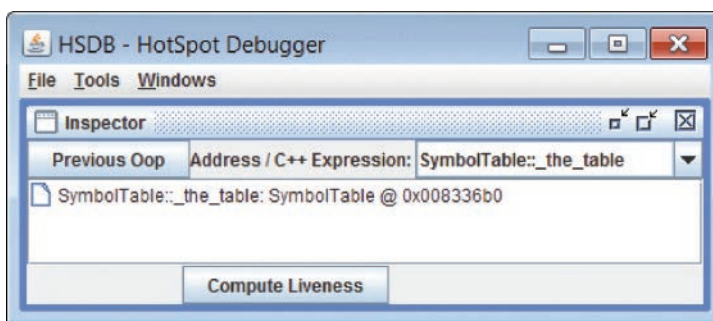 HSDB - HotSpot Debugger
File Tools Windows
Inspector
Previous Oop Address / C++ Expression: SymbolTable::_the_table
SymbolTable::_the_table: SymbolTable @ 0x008336b0
Compute Liveness